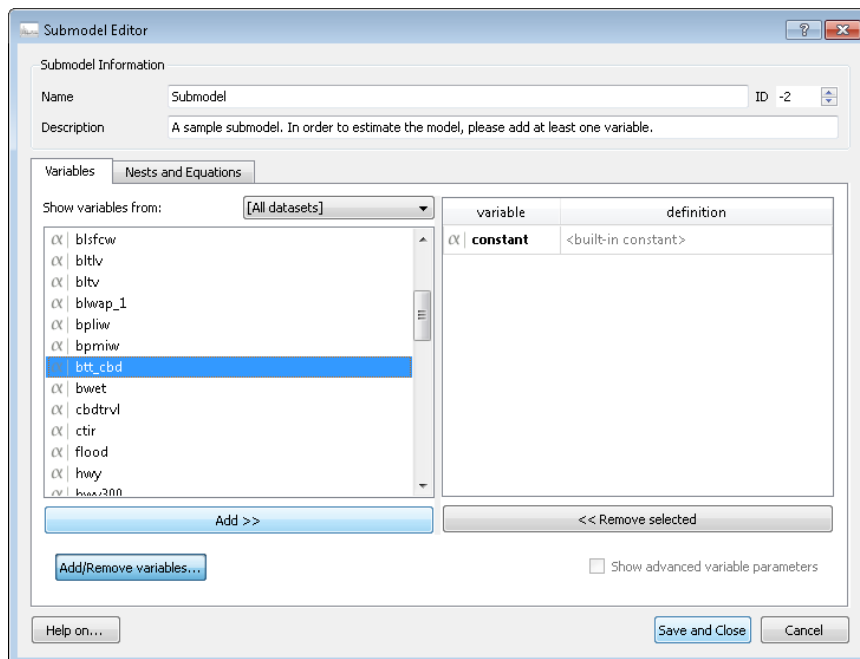 Submodel Editor
Submodel Information
Name Submodel ID -2
Description A sample submodel. In order to estimate the model, please add at least one variable.
Variables Nests and Equations
Show variables from: [All datasets]
variable definition
α constant <built-in constant>
α blsfcw
α bltlv
α bltv
α blwap_1
α bpliw
α bpmiw
btt_cbd
α bwet
α cbdtrvl
α ctir
α flood
α hwy
α hwy300
Add >> << Remove selected
Add/Remove variables... Show advanced variable parameters
Help on... Save and Close Cancel